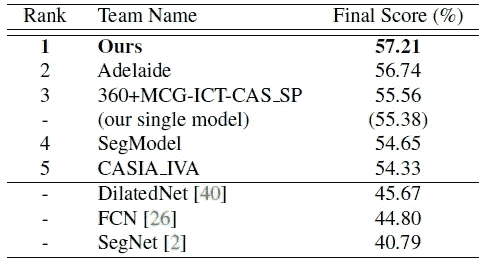 Rank Team Name Final Score (%)
1 Ours 57.21
2 Adelaide 56.74
3 360+MCG-ICT-CAS_SP 55.56
- (our single model) (55.38)
4 SegModel 54.65
5 CASIA_IVA 54.33
- DilatedNet [40] 45.67
- FCN [26] 44.80
- SegNet [2] 40.79